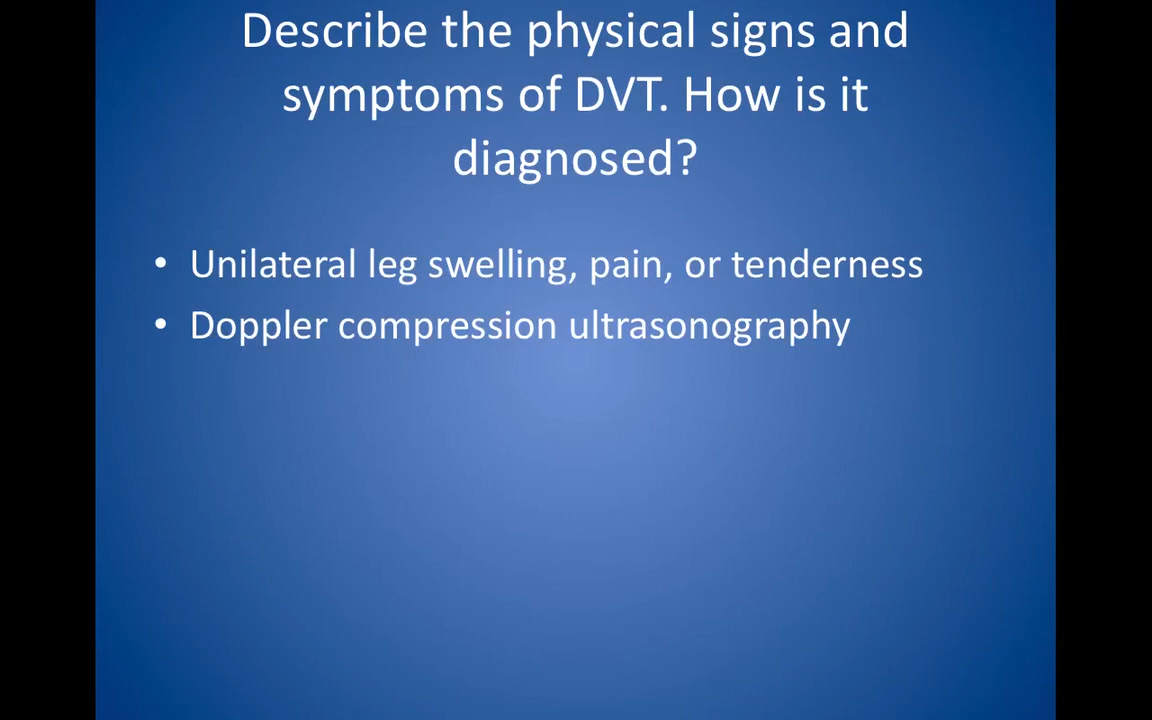 Describe the physical signs and
symptoms of DVT. How is it
diagnosed?
• Unilateral leg swelling, pain, or tenderness
• Doppler compression ultrasonography